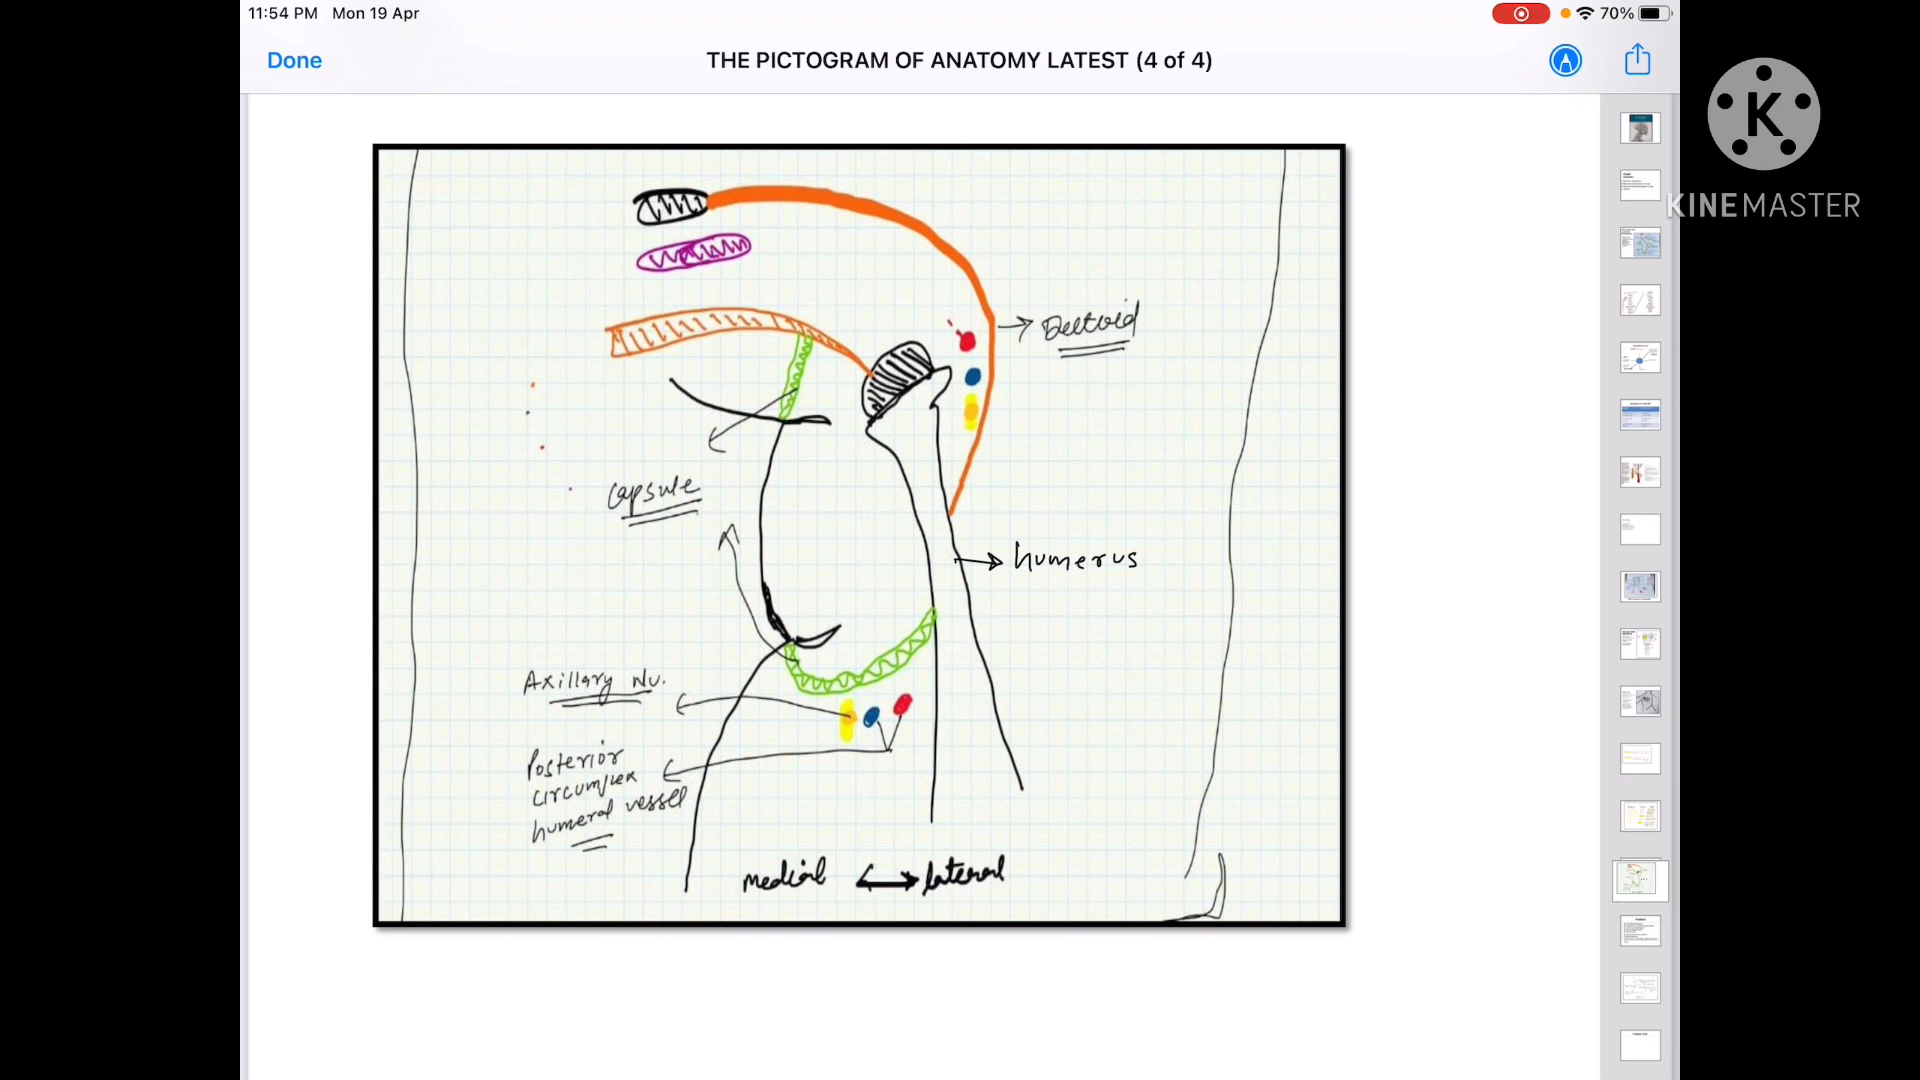 11:54 PM Mon 19 Apr
70%
Done
THE PICTOGRAM OF ANATOMY LATEST (4 of 4)
K
KINEMASTER
Deltoid
Capsule
humerus
Axillary Nv.
Posterior
circumflex
humeral vessel
medial
lateral